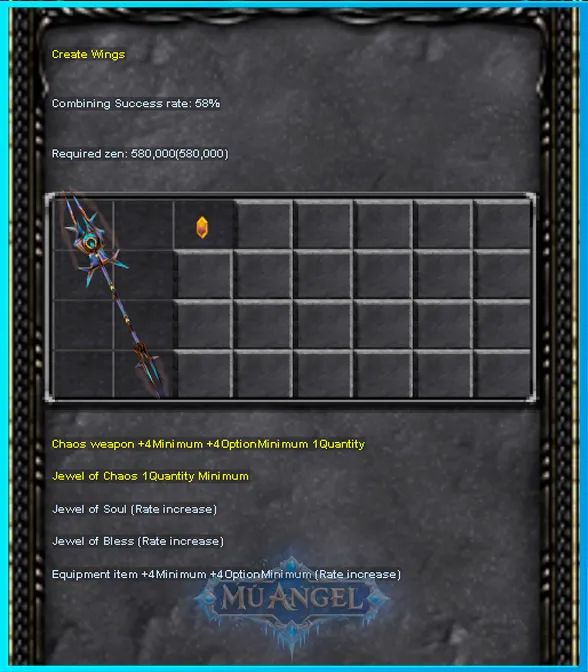 Create Wings
Combining Success rate: 58%
Required zen: 580,000(580,000)
Chaos weapon +4Minimum +4OptionMinimum 1Quantity
Jewel of Chaos 1Quantity Minimum
Jewel of Soul (Rate increase)
Jewel of Bless (Rate increase)
Equipment item +4Minimum +4OptionMinimum (Rate increase)
MU ANGEL